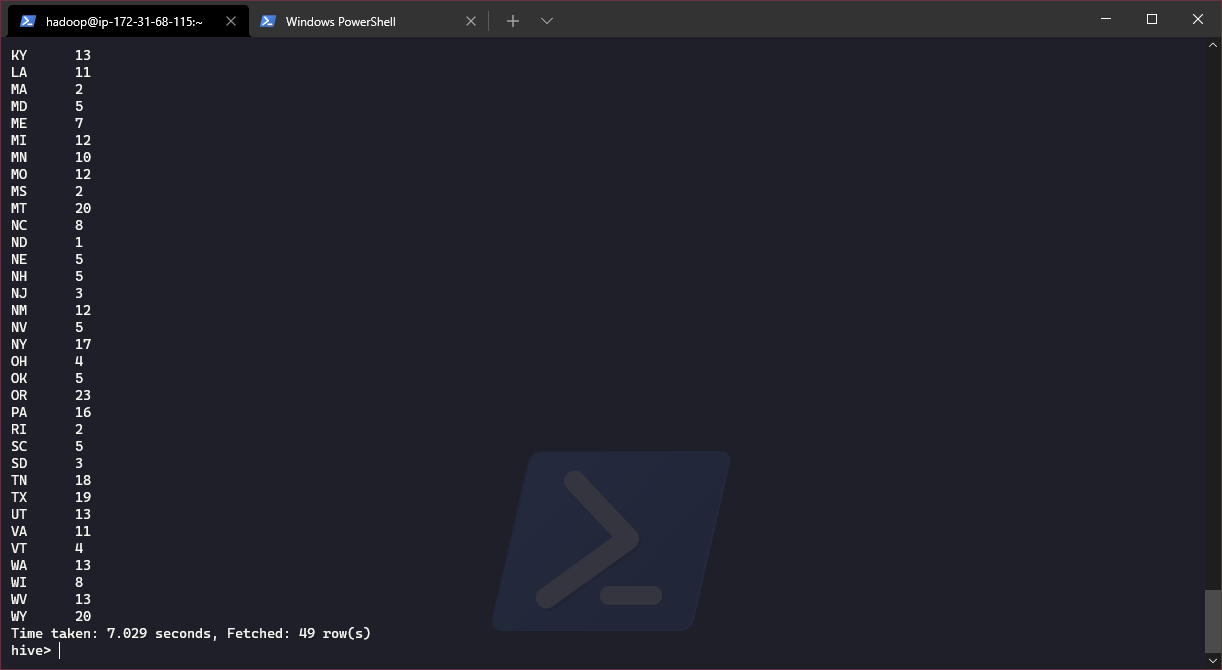 hadoop@ip-172-31-68-115:~ Windows PowerShell
KY 13
LA 11
MA 2
MD 5
ME 7
MI 12
MN 10
MO 12
MS 2
MT 20
NC 8
ND 1
NE 5
NH 5
NJ 3
NM 12
NV 5
NY 17
OH 4
OK 5
OR 23
PA 16
RI 2
SC 5
SD 3
TN 18
TX 19
UT 13
VA 11
VT 4
WA 13
WI 8
WV 13
WY 20
Time taken: 7.029 seconds, Fetched: 49 row(s)
hive>